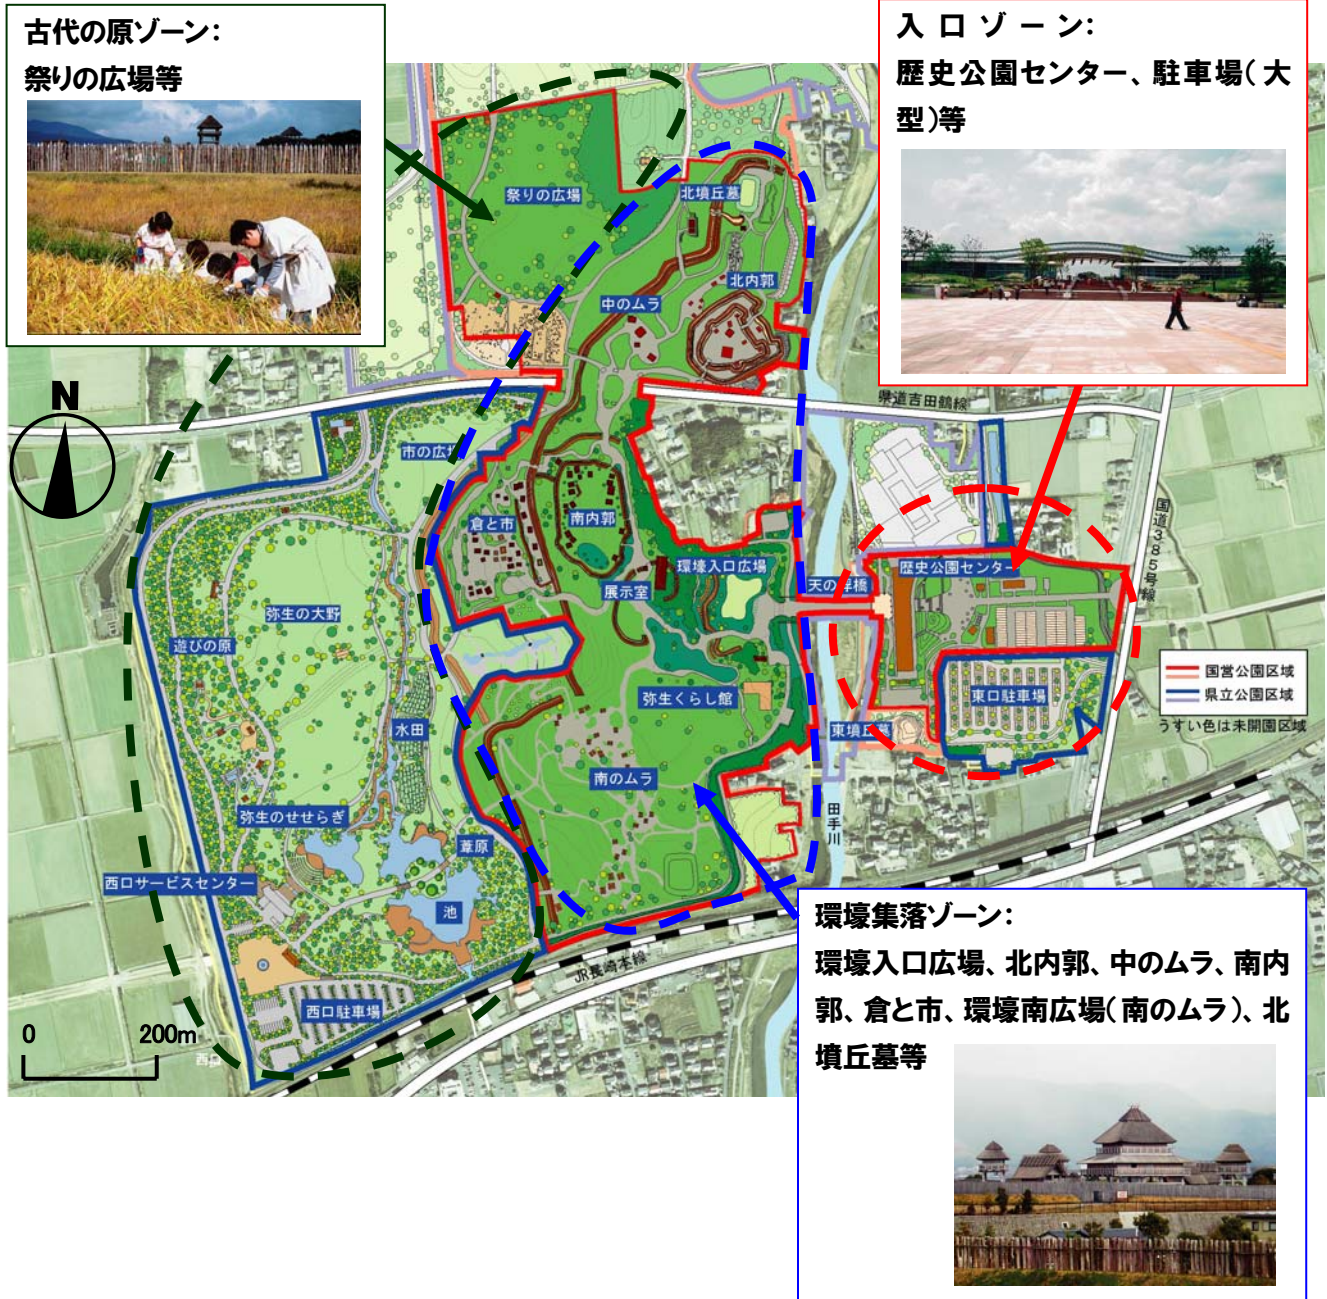 古代の原ゾーン：
祭りの広場等
入口ゾーン：
歴史公園センター、駐車場（大
型）等
祭りの広場
北墳丘墓
北内郭
中のムラ
N
県道吉田鶴線
市の広場
倉と市
南内郭
国道385号線
環壕入口広場
天の浮橋
歴史公園センター
展示室
弥生の大野
遊びの原
国営公園区域
県立公園区域
うすい色は未開園区域
弥生くらし館
東口駐車場
水田
東墳丘墓
南のムラ
田手川
弥生のせせらぎ
葦原
西口サービスセンター
池
JR長崎本線
西口駐車場
0 200m
西口
環壕集落ゾーン：
環壕入口広場、北内郭、中のムラ、南内
郭、倉と市、環壕南広場（南のムラ）、北
墳丘墓等